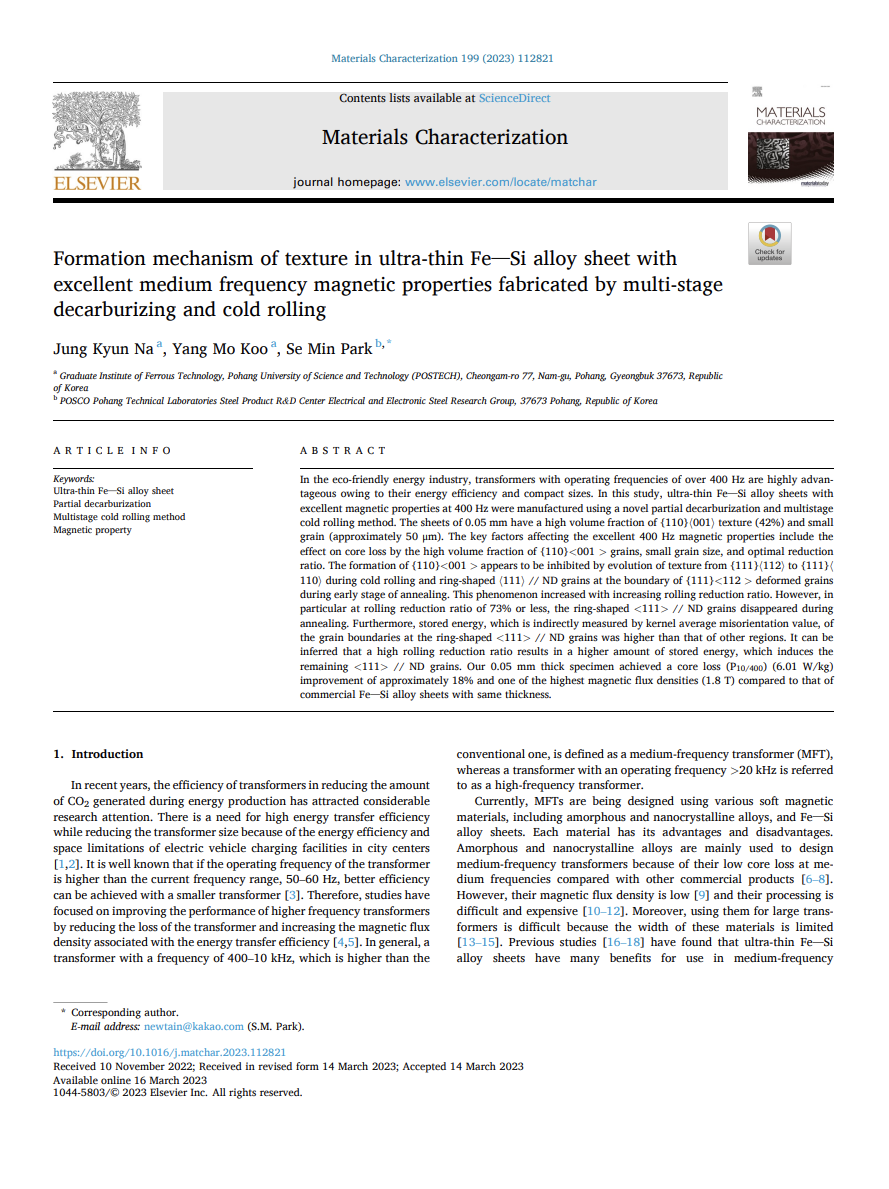 Materials Characterization 199 (2023) 112821
Contents lists available at ScienceDirect
Materials Characterization
journal homepage: www.elsevier.com/locate/matchar
ELSEVIER
MATERIALS
CHARACTERIZATION
materialstoday
Check for
updates
Formation mechanism of texture in ultra-thin Fe—Si alloy sheet with
excellent medium frequency magnetic properties fabricated by multi-stage
decarburizing and cold rolling
Jung Kyun Na a, Yang Mo Koo a, Se Min Park b,*
a Graduate Institute of Ferrous Technology, Pohang University of Science and Technology (POSTECH), Cheongam-ro 77, Nam-gu, Pohang, Gyeongbuk 37673, Republic
of Korea
b POSCO Pohang Technical Laboratories Steel Product R&D Center Electrical and Electronic Steel Research Group, 37673 Pohang, Republic of Korea
ARTICLE INFO
Keywords:
Ultra-thin Fe—Si alloy sheet
Partial decarburization
Multistage cold rolling method
Magnetic property
ABSTRACT
In the eco-friendly energy industry, transformers with operating frequencies of over 400 Hz are highly advan-
tageous owing to their energy efficiency and compact sizes. In this study, ultra-thin Fe—Si alloy sheets with
excellent magnetic properties at 400 Hz were manufactured using a novel partial decarburization and multistage
cold rolling method. The sheets of 0.05 mm have a high volume fraction of {110}⟨001⟩ texture (42%) and small
grain (approximately 50 μm). The key factors affecting the excellent 400 Hz magnetic properties include the
effect on core loss by the high volume fraction of {110}<001 > grains, small grain size, and optimal reduction
ratio. The formation of {110}<001 > appears to be inhibited by evolution of texture from {111}⟨112⟩ to {111}⟨
110⟩ during cold rolling and ring-shaped ⟨111⟩ // ND grains at the boundary of {111}<112 > deformed grains
during early stage of annealing. This phenomenon increased with increasing rolling reduction ratio. However, in
particular at rolling reduction ratio of 73% or less, the ring-shaped <111> // ND grains disappeared during
annealing. Furthermore, stored energy, which is indirectly measured by kernel average misorientation value, of
the grain boundaries at the ring-shaped <111> // ND grains was higher than that of other regions. It can be
inferred that a high rolling reduction ratio results in a higher amount of stored energy, which induces the
remaining <111> // ND grains. Our 0.05 mm thick specimen achieved a core loss (P10/400) (6.01 W/kg)
improvement of approximately 18% and one of the highest magnetic flux densities (1.8 T) compared to that of
commercial Fe—Si alloy sheets with same thickness.
1. Introduction
In recent years, the efficiency of transformers in reducing the amount
of CO2 generated during energy production has attracted considerable
research attention. There is a need for high energy transfer efficiency
while reducing the transformer size because of the energy efficiency and
space limitations of electric vehicle charging facilities in city centers
[1,2]. It is well known that if the operating frequency of the transformer
is higher than the current frequency range, 50–60 Hz, better efficiency
can be achieved with a smaller transformer [3]. Therefore, studies have
focused on improving the performance of higher frequency transformers
by reducing the loss of the transformer and increasing the magnetic flux
density associated with the energy transfer efficiency [4,5]. In general, a
transformer with a frequency of 400–10 kHz, which is higher than the
conventional one, is defined as a medium-frequency transformer (MFT),
whereas a transformer with an operating frequency >20 kHz is referred
to as a high-frequency transformer.
Currently, MFTs are being designed using various soft magnetic
materials, including amorphous and nanocrystalline alloys, and Fe—Si
alloy sheets. Each material has its advantages and disadvantages.
Amorphous and nanocrystalline alloys are mainly used to design
medium-frequency transformers because of their low core loss at me-
dium frequencies compared with other commercial products [6–8].
However, their magnetic flux density is low [9] and their processing is
difficult and expensive [10–12]. Moreover, using them for large trans-
formers is difficult because the width of these materials is limited
[13–15]. Previous studies [16–18] have found that ultra-thin Fe—Si
alloy sheets have many benefits for use in medium-frequency
* Corresponding author.
E-mail address: newtain@kakao.com (S.M. Park).
https://doi.org/10.1016/j.matchar.2023.112821
Received 10 November 2022; Received in revised form 14 March 2023; Accepted 14 March 2023
Available online 16 March 2023
1044-5803/© 2023 Elsevier Inc. All rights reserved.